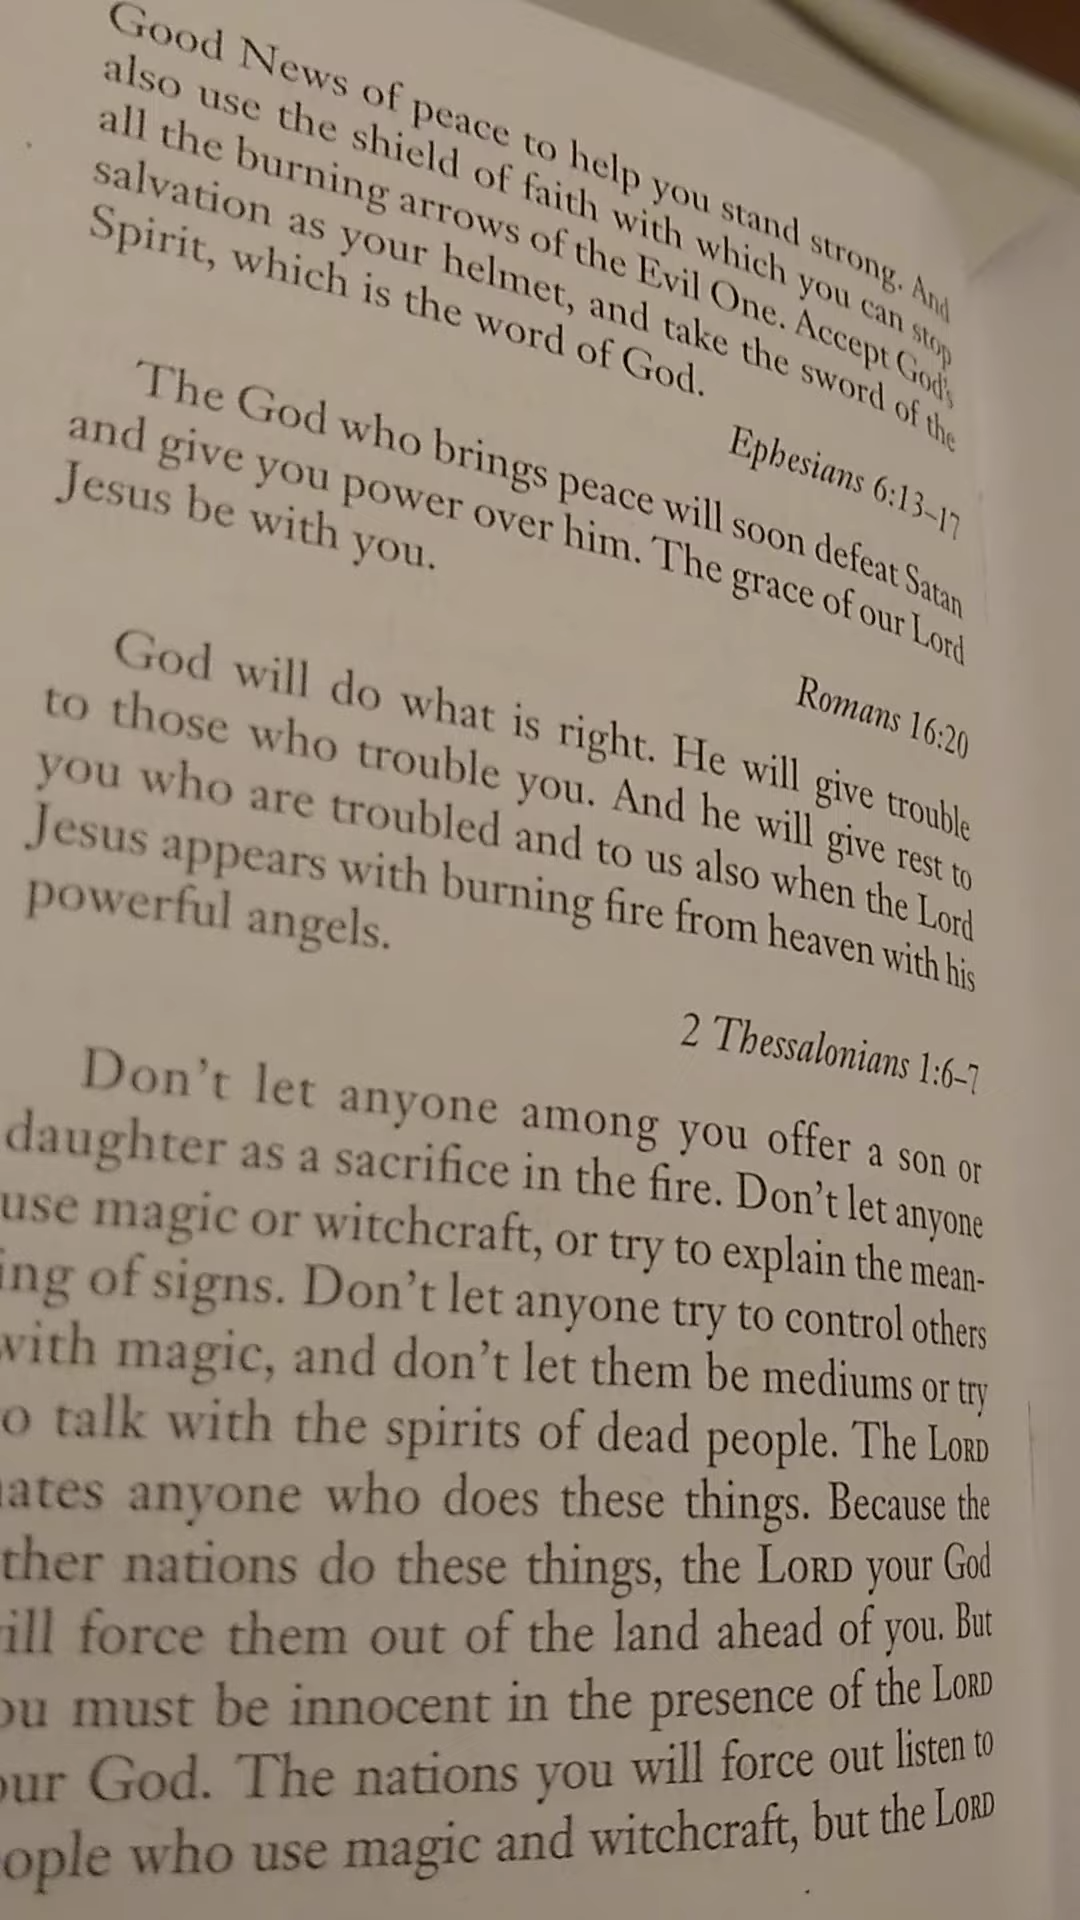 Good News of peace to help you stand strong. And
also use the shield of faith with which you can stop
all the burning arrows of the Evil One. Accept God's
salvation as your helmet, and take the sword of the
Spirit, which is the word of God.
Ephesians 6:13–17
The God who brings peace will soon defeat Satan
and give you power over him. The grace of our Lord
Jesus be with you.
Romans 16:20
God will do what is right. He will give trouble
to those who trouble you. And he will give rest to
you who are troubled and to us also when the Lord
Jesus appears with burning fire from heaven with his
powerful angels.
2 Thessalonians 1:6–7
Don't let anyone among you offer a son or
daughter as a sacrifice in the fire. Don't let anyone
use magic or witchcraft, or try to explain the mean-
ing of signs. Don't let anyone try to control others
with magic, and don't let them be mediums or try
o talk with the spirits of dead people. The LORD
ates anyone who does these things. Because the
ther nations do these things, the LORD your God
ill force them out of the land ahead of you. But
ou must be innocent in the presence of the LORD
our God. The nations you will force out listen to
ople who use magic and witchcraft, but the LORD